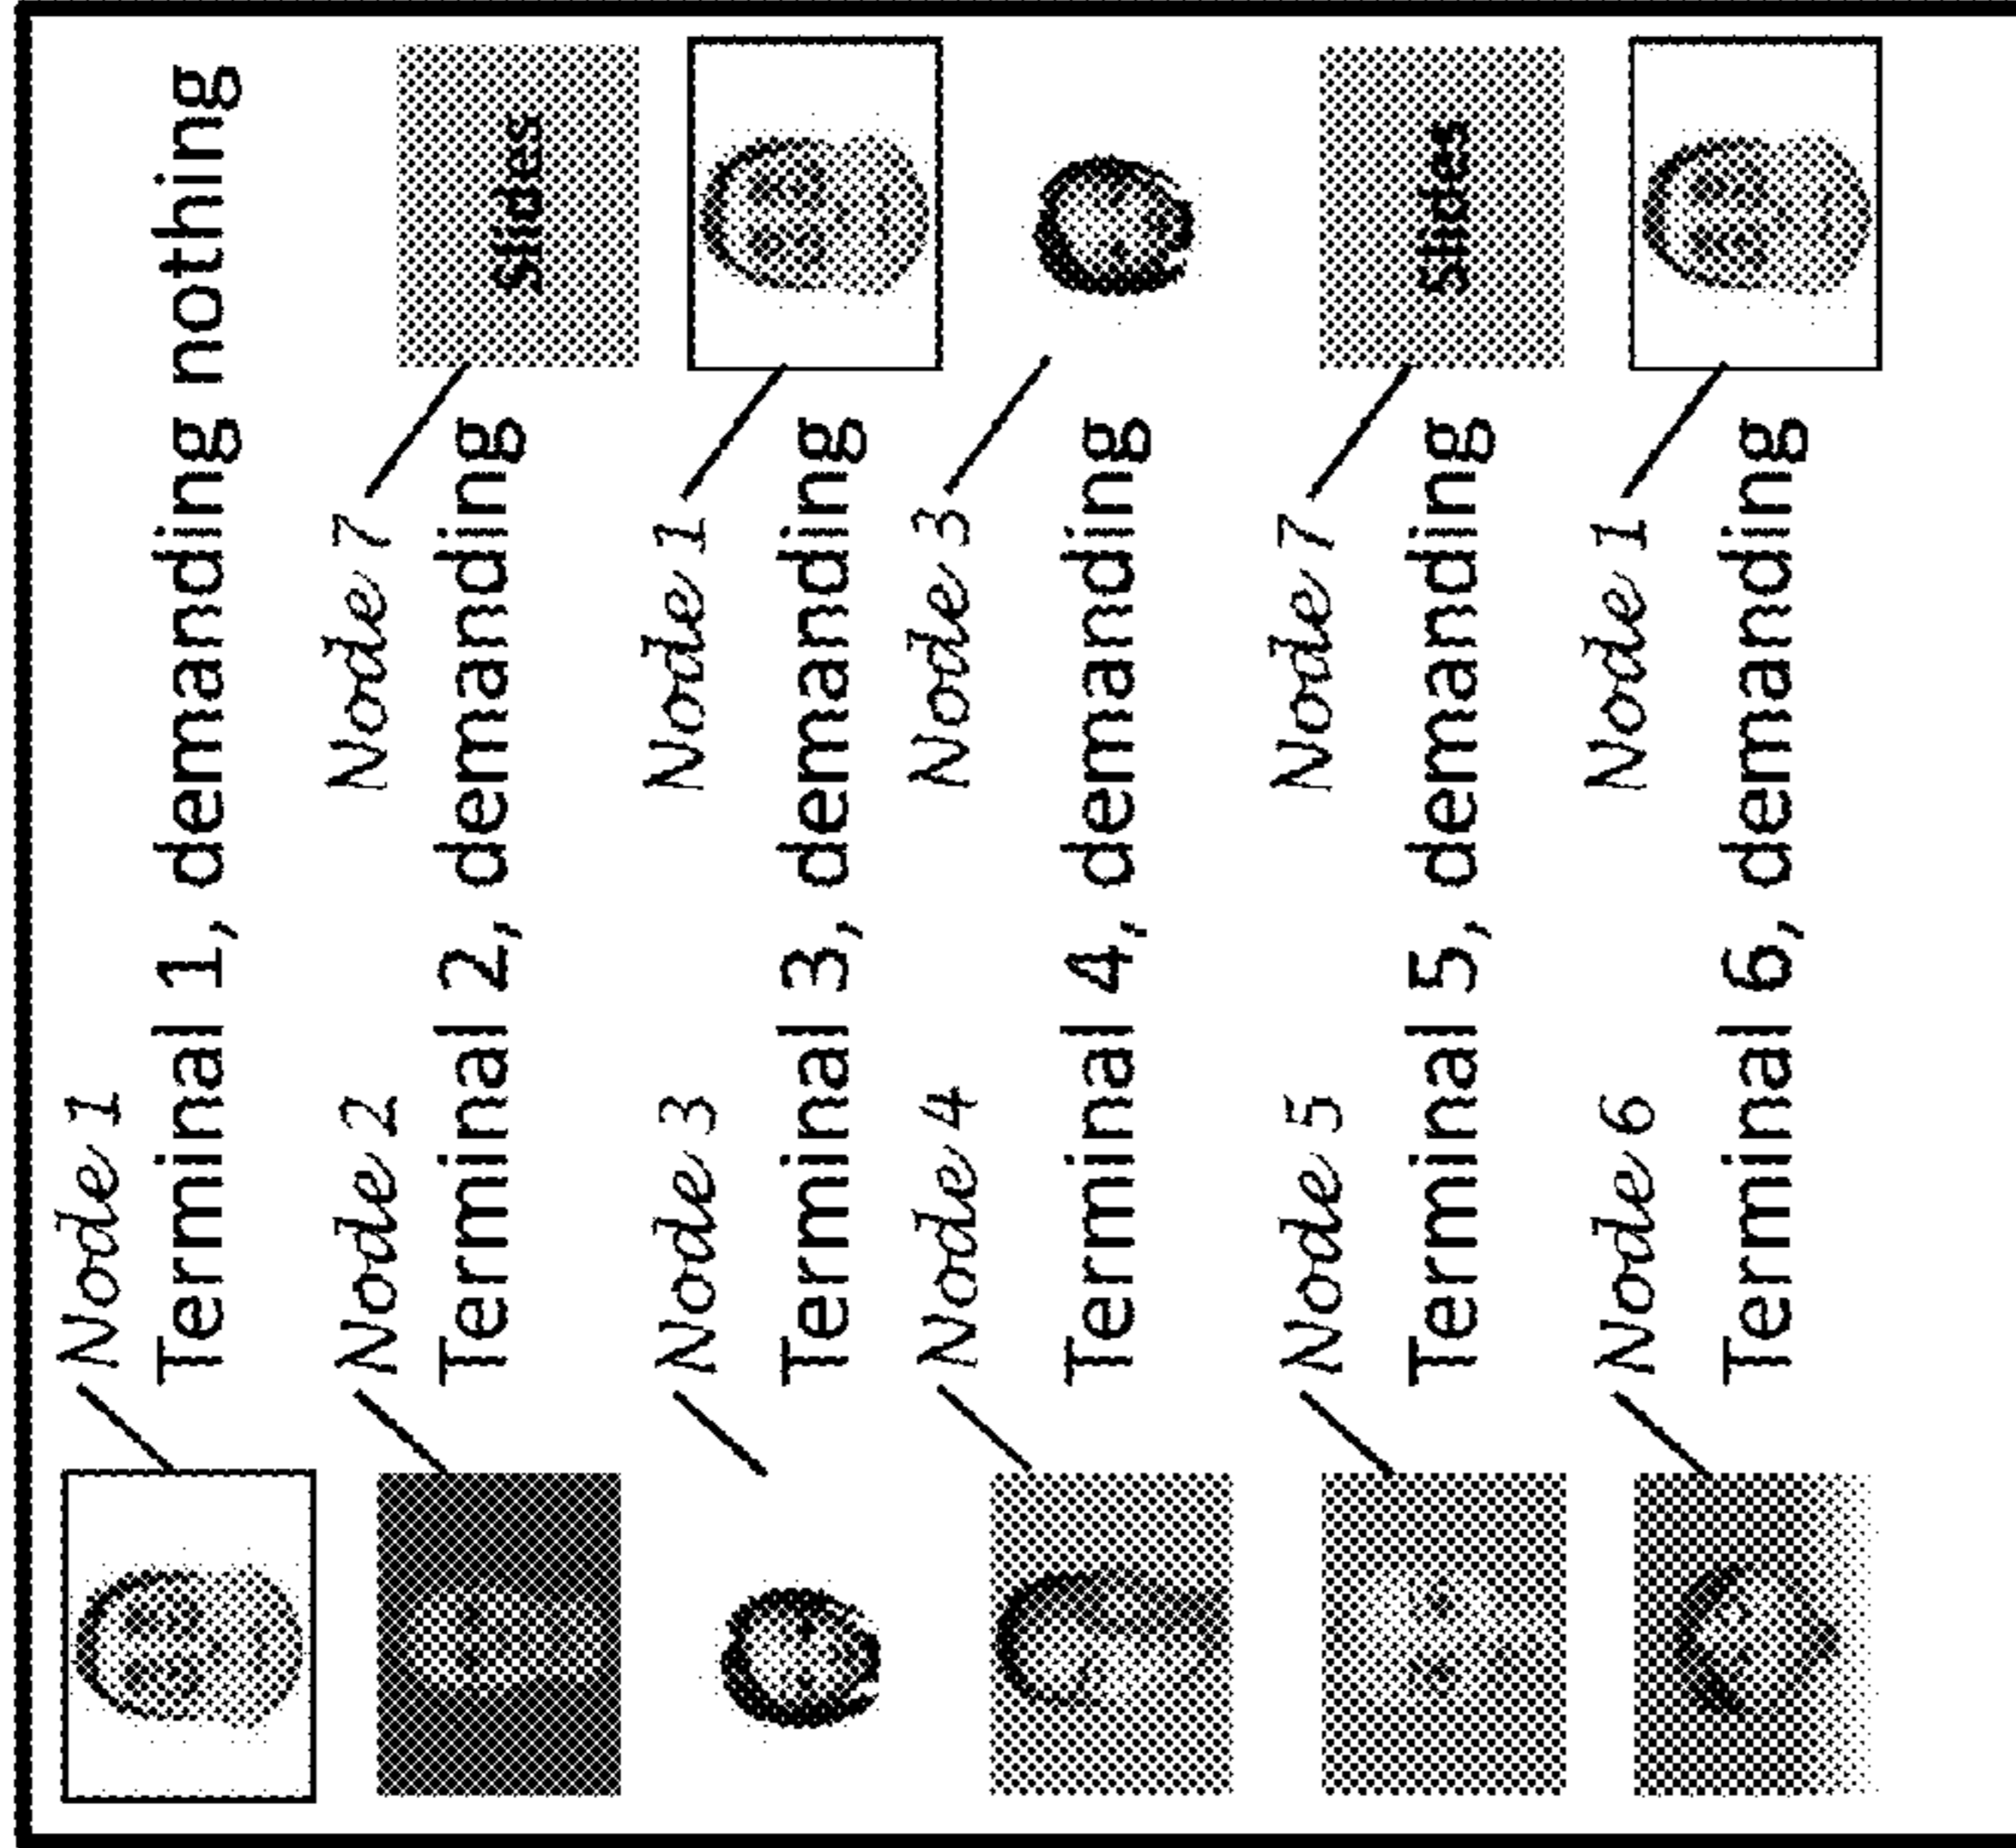 Node 1
Terminal 1, demanding nothing
Node 2 Node 7
Terminal 2, demanding Slides
Node 3 Node 1
Terminal 3, demanding
Node 4 Node 3
Terminal 4, demanding
Node 5 Node 7
Terminal 5, demanding Slides
Node 6 Node 1
Terminal 6, demanding